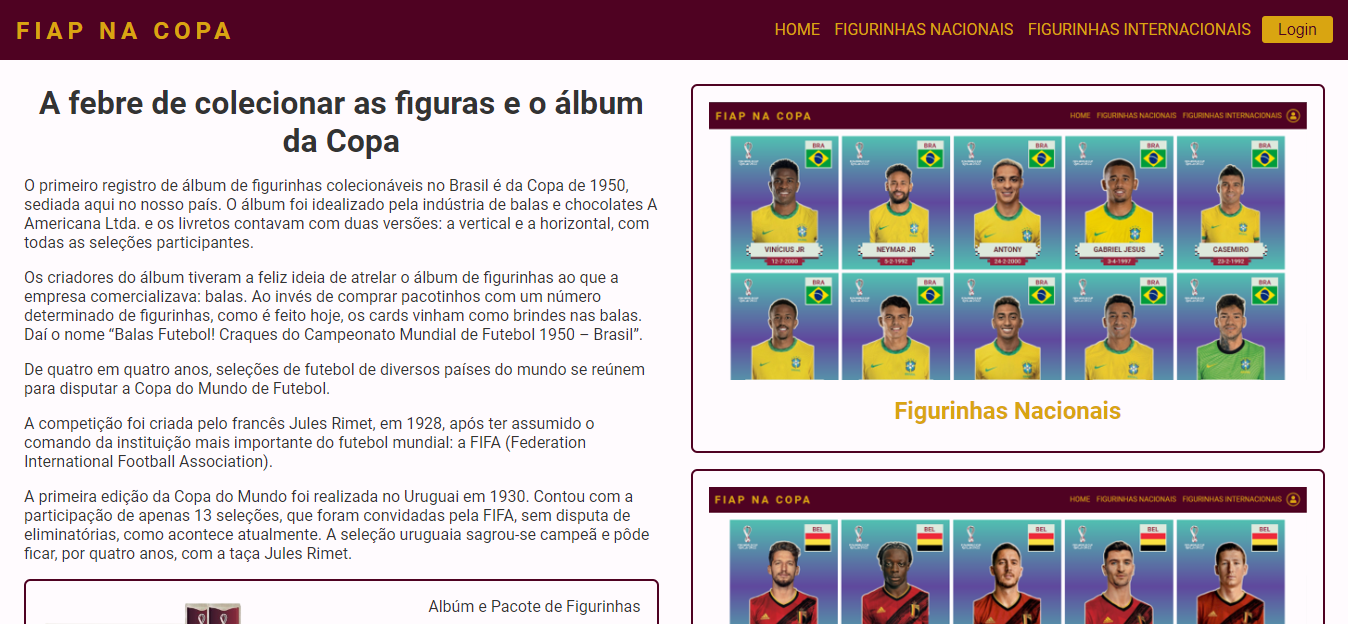 FIAP NA COPA
HOME FIGURINHAS NACIONAIS FIGURINHAS INTERNACIONAIS Login
A febre de colecionar as figuras e o álbum
da Copa
O primeiro registro de álbum de figurinhas colecionáveis no Brasil é da Copa de 1950,
sediada aqui no nosso país. O álbum foi idealizado pela indústria de balas e chocolates A
Americana Ltda. e os livretos contavam com duas versões: a vertical e a horizontal, com
todas as seleções participantes.
Os criadores do álbum tiveram a feliz ideia de atrelar o álbum de figurinhas ao que a
empresa comercializava: balas. Ao invés de comprar pacotinhos com um número
determinado de figurinhas, como é feito hoje, os cards vinham como brindes nas balas.
Daí o nome “Balas Futebol! Craques do Campeonato Mundial de Futebol 1950 – Brasil”.
De quatro em quatro anos, seleções de futebol de diversos países do mundo se reúnem
para disputar a Copa do Mundo de Futebol.
A competição foi criada pelo francês Jules Rimet, em 1928, após ter assumido o
comando da instituição mais importante do futebol mundial: a FIFA (Federation
International Football Association).
A primeira edição da Copa do Mundo foi realizada no Uruguai em 1930. Contou com a
participação de apenas 13 seleções, que foram convidadas pela FIFA, sem disputa de
eliminatórias, como acontece atualmente. A seleção uruguaia sagrou-se campeã e pôde
ficar, por quatro anos, com a taça Jules Rimet.
Albúm e Pacote de Figurinhas
FIAP NA COPA
HOME FIGURINHAS NACIONAIS FIGURINHAS INTERNACIONAIS
BRA BRA BRA BRA BRA
VINÍCIUS JR NEYMAR JR ANTONY GABRIEL JESUS CASEMIRO
12-7-2000 5-2-1992 24-2-2000 3-4-1997 23-2-1992
BRA BRA BRA BRA BRA
Figurinhas Nacionais
FIAP NA COPA
HOME FIGURINHAS NACIONAIS FIGURINHAS INTERNACIONAIS
BEL BEL BEL BEL BEL